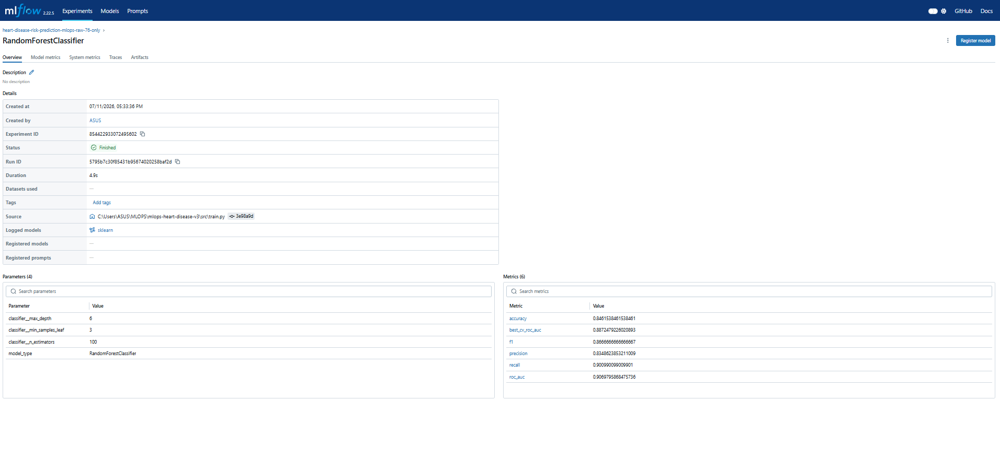 mlflow 2.22.5 Experiments Models Prompts GitHub Docs
heart-disease-risk-prediction-mlops-raw-76-only
RandomForestClassifier
Register model
Overview Model metrics System metrics Traces Artifacts
Description
No description
Details
Created at 07/11/2026, 05:33:36 PM
Created by ASUS
Experiment ID 854422933072495602
Status Finished
Run ID 5795b7c30f85431b95674020258baf2d
Duration 4.9s
Datasets used —
Tags Add tags
Source C:\Users\ASUS\MLOPS\mlops-heart-disease-v3\src\train.py 3e98a9d
Logged models sklearn
Registered models —
Registered prompts —
Parameters (4)
Search parameters
Parameter Value
classifier__max_depth 6
classifier__min_samples_leaf 3
classifier__n_estimators 100
model_type RandomForestClassifier
Metrics (6)
Search metrics
Metric Value
accuracy 0.8461538461538461
best_cv_roc_auc 0.8872479226020893
f1 0.8666666666666667
precision 0.8348623853211009
recall 0.900990099009901
roc_auc 0.9069795868475736